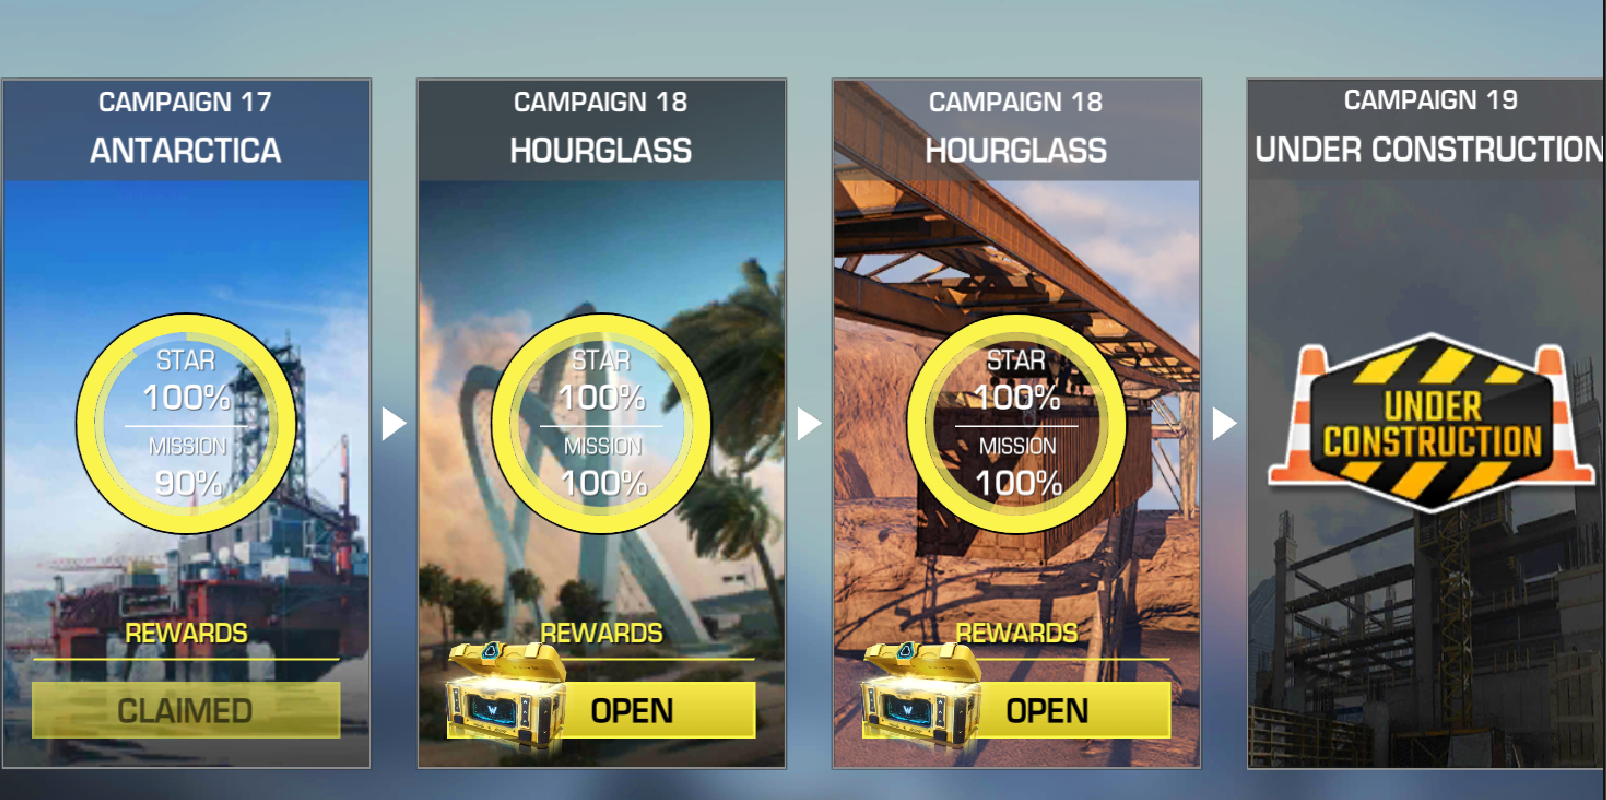 CAMPAIGN 17
ANTARCTICA
STAR
100%
MISSION
90%
REWARDS
CLAIMED
CAMPAIGN 18
HOURGLASS
STAR
100%
MISSION
100%
REWARDS
OPEN
CAMPAIGN 18
HOURGLASS
STAR
100%
MISSION
100%
REWARDS
OPEN
CAMPAIGN 19
UNDER CONSTRUCTION
UNDER
CONSTRUCTION